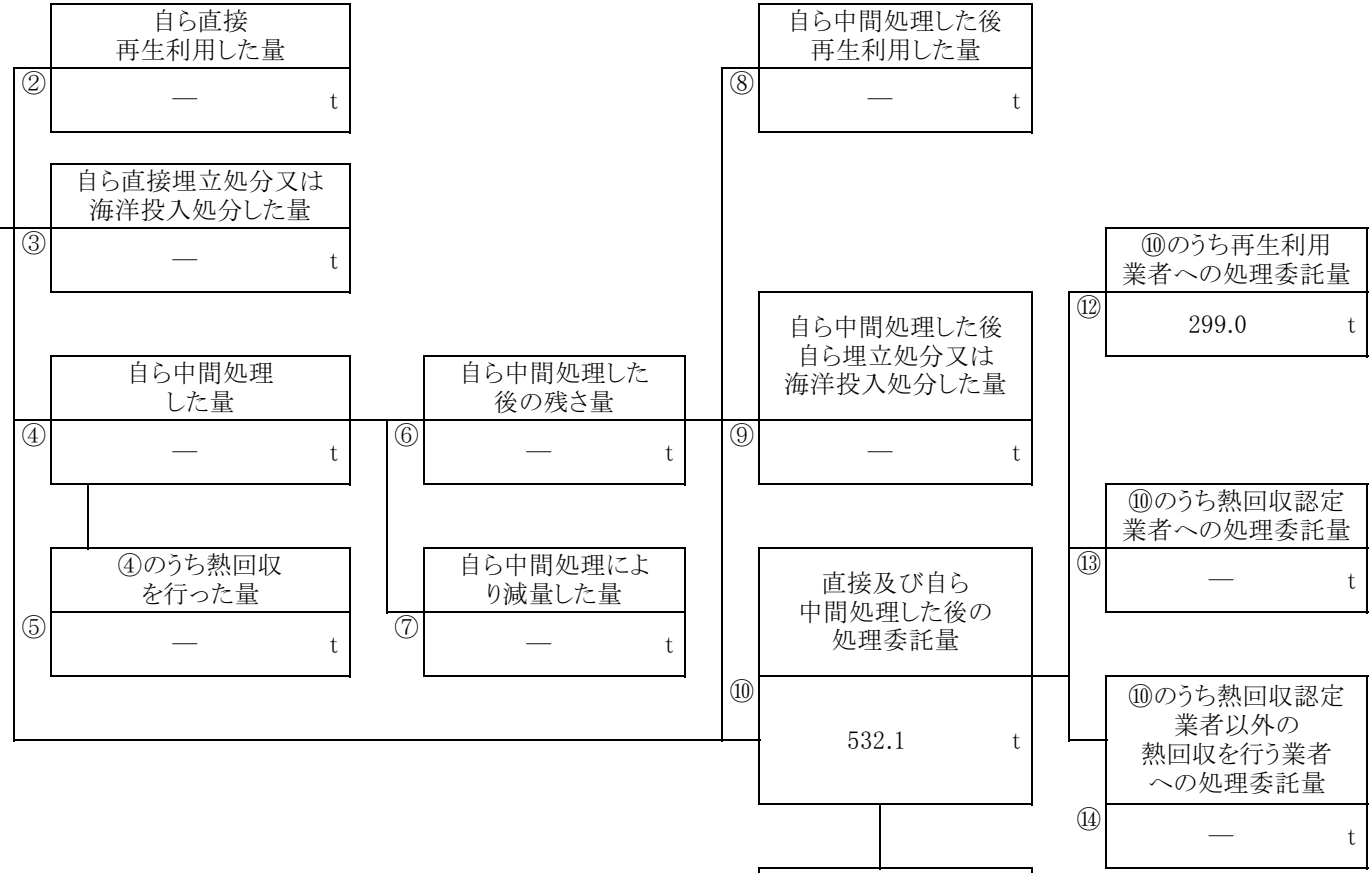 自ら直接
再生利用した量
②
— t
自ら直接埋立処分又は
海洋投入処分した量
③
— t
自ら中間処理
した量
④
— t
④のうち熱回収
を行った量
⑤
— t
自ら中間処理した
後の残さ量
⑥
— t
自ら中間処理によ
り減量した量
⑦
— t
自ら中間処理した後
再生利用した量
⑧
— t
自ら中間処理した後
自ら埋立処分又は
海洋投入処分した量
⑨
— t
直接及び自ら
中間処理した後の
処理委託量
⑩
532.1 t
⑩のうち再生利用
業者への処理委託量
⑫
299.0 t
⑩のうち熱回収認定
業者への処理委託量
⑬
— t
⑩のうち熱回収認定
業者以外の
熱回収を行う業者
への処理委託量
⑭
— t